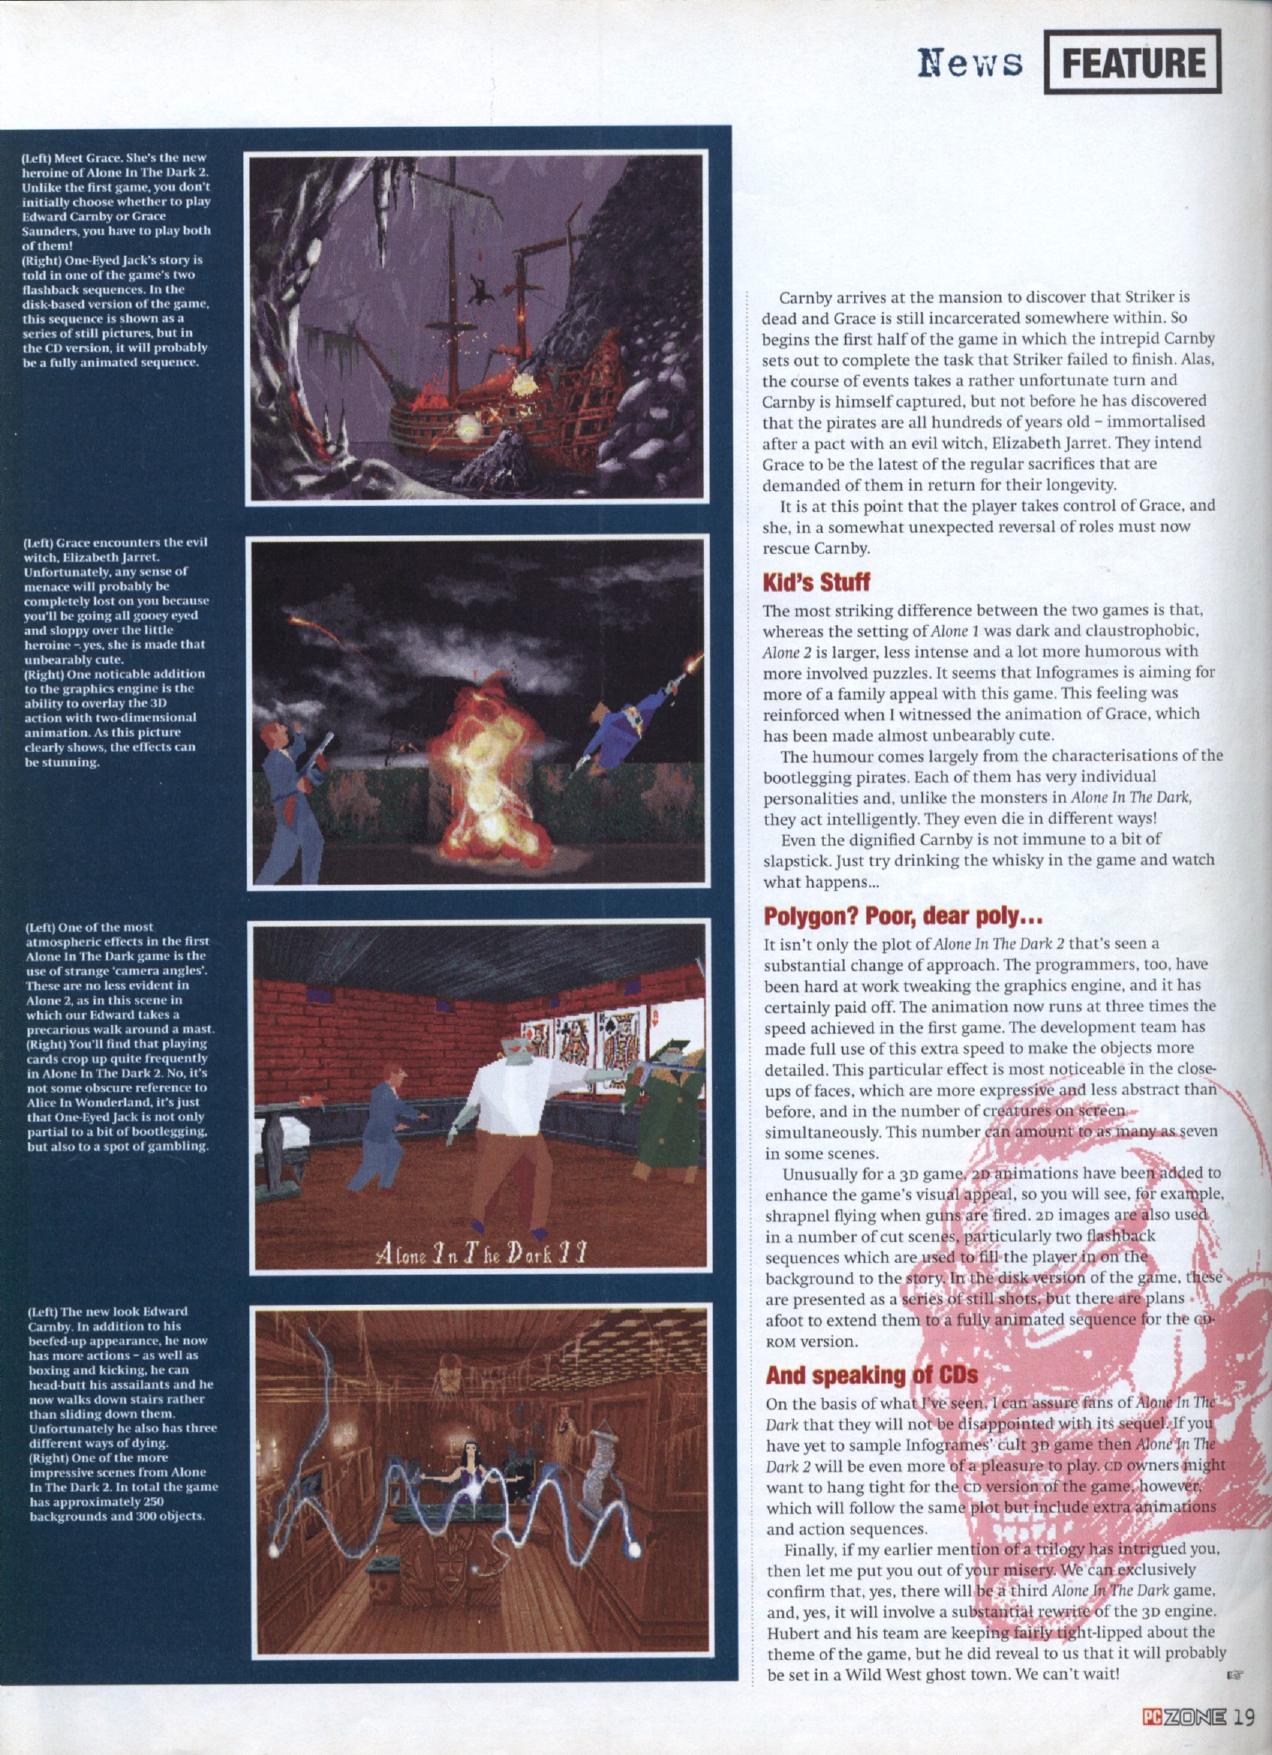 News FEATURE
(Left) Meet Grace. She's the new
heroine of Alone In The Dark 2.
Unlike the first game, you don't
initially choose whether to play
Edward Carnby or Grace
Saunders, you have to play both
of them!
(Right) One-Eyed Jack's story is
told in one of the game's two
flashback sequences. In the
disk-based version of the game,
this sequence is shown as a
series of still pictures, but in
the CD version, it will probably
be a fully animated sequence.
(Left) Grace encounters the evil
witch, Elizabeth Jarret.
Unfortunately, any sense of
menace will probably be
completely lost on you because
you'll be going all gooey eyed
and sloppy over the little
heroine – yes, she is made that
unbearably cute.
(Right) One noticable addition
to the graphics engine is the
ability to overlay the 3D
action with two-dimensional
animation. As this picture
clearly shows, the effects can
be stunning.
(Left) One of the most
atmospheric effects in the first
Alone In The Dark game is the
use of strange 'camera angles'.
These are no less evident in
Alone 2, as in this scene in
which our Edward takes a
precarious walk around a mast.
(Right) You'll find that playing
cards crop up quite frequently
in Alone In The Dark 2. No, it's
not some obscure reference to
Alice In Wonderland, it's just
that One-Eyed Jack is not only
partial to a bit of bootlegging,
but also to a spot of gambling.
Alone In The Dark II
(Left) The new look Edward
Carnby. In addition to his
beefed-up appearance, he now
has more actions – as well as
boxing and kicking, he can
head-butt his assailants and he
now walks down stairs rather
than sliding down them.
Unfortunately he also has three
different ways of dying.
(Right) One of the more
impressive scenes from Alone
In The Dark 2. In total the game
has approximately 250
backgrounds and 300 objects.
Carnby arrives at the mansion to discover that Striker is
dead and Grace is still incarcerated somewhere within. So
begins the first half of the game in which the intrepid Carnby
sets out to complete the task that Striker failed to finish. Alas,
the course of events takes a rather unfortunate turn and
Carnby is himself captured, but not before he has discovered
that the pirates are all hundreds of years old – immortalised
after a pact with an evil witch, Elizabeth Jarret. They intend
Grace to be the latest of the regular sacrifices that are
demanded of them in return for their longevity.
It is at this point that the player takes control of Grace, and
she, in a somewhat unexpected reversal of roles must now
rescue Carnby.
Kid's Stuff
The most striking difference between the two games is that,
whereas the setting of Alone 1 was dark and claustrophobic,
Alone 2 is larger, less intense and a lot more humorous with
more involved puzzles. It seems that Infogrames is aiming for
more of a family appeal with this game. This feeling was
reinforced when I witnessed the animation of Grace, which
has been made almost unbearably cute.
The humour comes largely from the characterisations of the
bootlegging pirates. Each of them has very individual
personalities and, unlike the monsters in Alone In The Dark,
they act intelligently. They even die in different ways!
Even the dignified Carnby is not immune to a bit of
slapstick. Just try drinking the whisky in the game and watch
what happens...
Polygon? Poor, dear poly...
It isn't only the plot of Alone In The Dark 2 that's seen a
substantial change of approach. The programmers, too, have
been hard at work tweaking the graphics engine, and it has
certainly paid off. The animation now runs at three times the
speed achieved in the first game. The development team has
made full use of this extra speed to make the objects more
detailed. This particular effect is most noticeable in the close-
ups of faces, which are more expressive and less abstract than
before, and in the number of creatures on screen
simultaneously. This number can amount to as many as seven
in some scenes.
Unusually for a 3D game, 2D animations have been added to
enhance the game's visual appeal, so you will see, for example,
shrapnel flying when guns are fired. 2D images are also used
in a number of cut scenes, particularly two flashback
sequences which are used to fill the player in on the
background to the story. In the disk version of the game, these
are presented as a series of still shots, but there are plans
afoot to extend them to a fully animated sequence for the CD-
ROM version.
And speaking of CDs
On the basis of what I've seen, I can assure fans of Alone In The
Dark that they will not be disappointed with its sequel. If you
have yet to sample Infogrames' cult 3D game then Alone In The
Dark 2 will be even more of a pleasure to play. CD owners might
want to hang tight for the CD version of the game, however,
which will follow the same plot but include extra animations
and action sequences.
Finally, if my earlier mention of a trilogy has intrigued you,
then let me put you out of your misery. We can exclusively
confirm that, yes, there will be a third Alone In The Dark game,
and, yes, it will involve a substantial rewrite of the 3D engine.
Hubert and his team are keeping fairly tight-lipped about the
theme of the game, but he did reveal to us that it will probably
be set in a Wild West ghost town. We can't wait!
PC ZONE 19